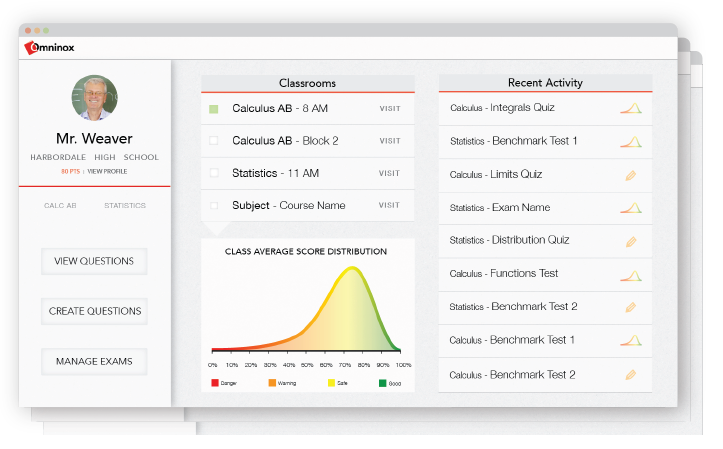 Omninox
Mr. Weaver
HARBORDALE HIGH SCHOOL
80 PTS : VIEW PROFILE
CALC AB STATISTICS
VIEW QUESTIONS
CREATE QUESTIONS
MANAGE EXAMS
Classrooms
Calculus AB - 8 AM VISIT
Calculus AB - Block 2 VISIT
Statistics - 11 AM VISIT
Subject - Course Name VISIT
CLASS AVERAGE SCORE DISTRIBUTION
0% 10% 20% 30% 40% 50% 60% 70% 80% 90% 100%
Danger Warning Safe Good
Recent Activity
Calculus - Integrals Quiz
Statistics - Benchmark Test 1
Calculus - Limits Quiz
Statistics - Exam Name
Statistics - Distribution Quiz
Calculus - Functions Test
Statistics - Benchmark Test 2
Calculus - Benchmark Test 1
Calculus - Benchmark Test 2